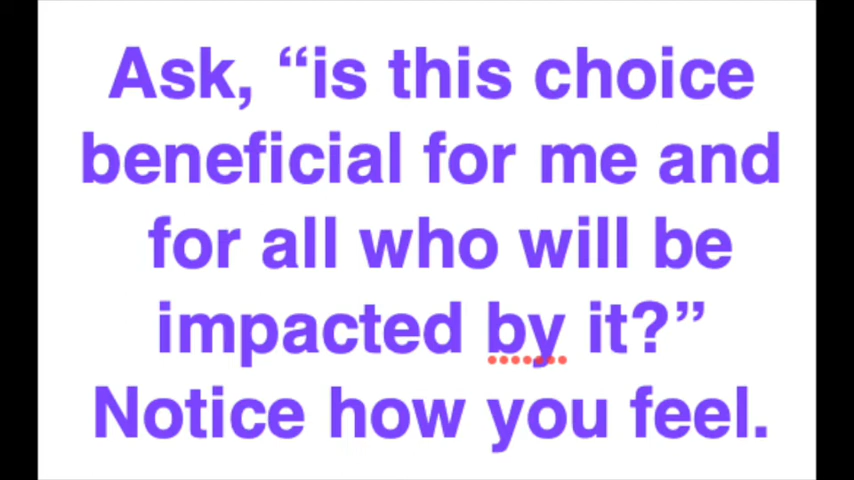 Ask, “is this choice
beneficial for me and
for all who will be
impacted by it?”
Notice how you feel.